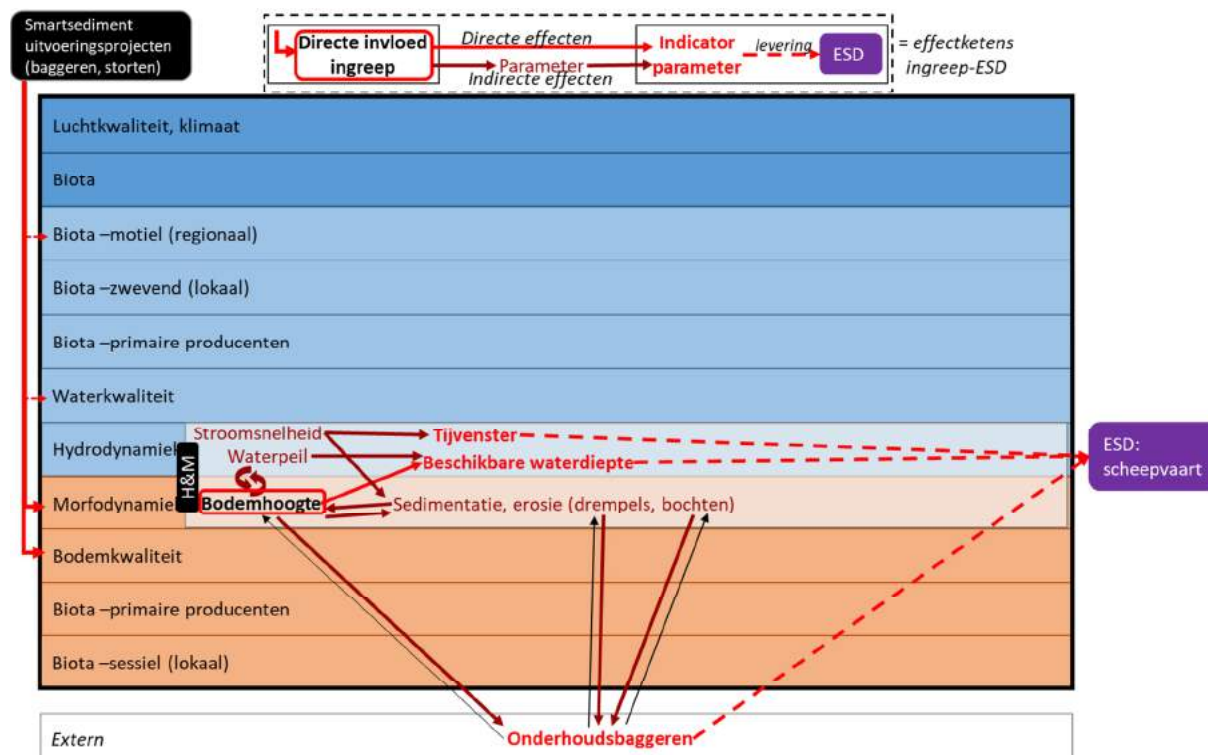 Smartsediment
uitvoeringsprojecten
(baggeren, storten)
Directe invloed
ingreep
Directe effecten
Parameter
Indirecte effecten
Indicator
parameter
levering
ESD
= effectketens
ingreep-ESD
Luchtkwaliteit, klimaat
Biota
Biota –motiel (regionaal)
Biota –zwevend (lokaal)
Biota –primaire producenten
Waterkwaliteit
Hydrodynamiek
H&M
Stroomsnelheid
Tijvenster
Waterpeil
Beschikbare waterdiepte
ESD:
scheepvaart
Morfodynamiek
Bodemhoogte
Sedimentatie, erosie (drempels, bochten)
Bodemkwaliteit
Biota –primaire producenten
Biota –sessiel (lokaal)
Extern
Onderhoudsbaggeren